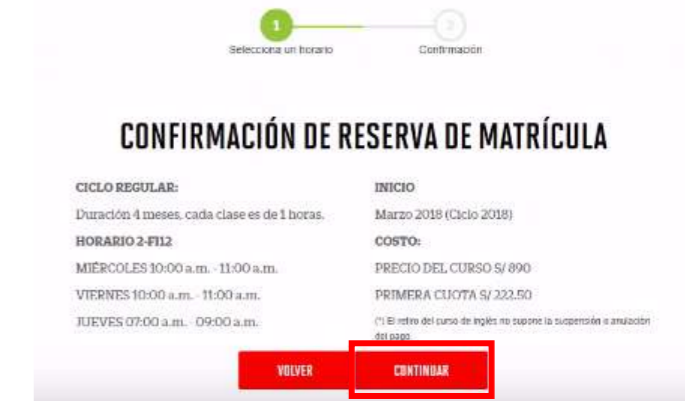 1
2
Selecciona un horario
Confirmación
CONFIRMACIÓN DE RESERVA DE MATRÍCULA
CICLO REGULAR:
Duración 4 meses, cada clase es de 1 horas.
HORARIO 2-FI12
MIÉRCOLES 10:00 a.m. - 11:00 a.m.
VIERNES 10:00 a.m. - 11:00 a.m.
JUEVES 07:00 a.m. - 09:00 a.m.
INICIO
Marzo 2018 (Ciclo 2018)
COSTO:
PRECIO DEL CURSO S/ 890
PRIMERA CUOTA S/ 222.50
(*) El retiro del curso de inglés no supone la suspensión o anulación
del pago
VOLVER
CONTINUAR